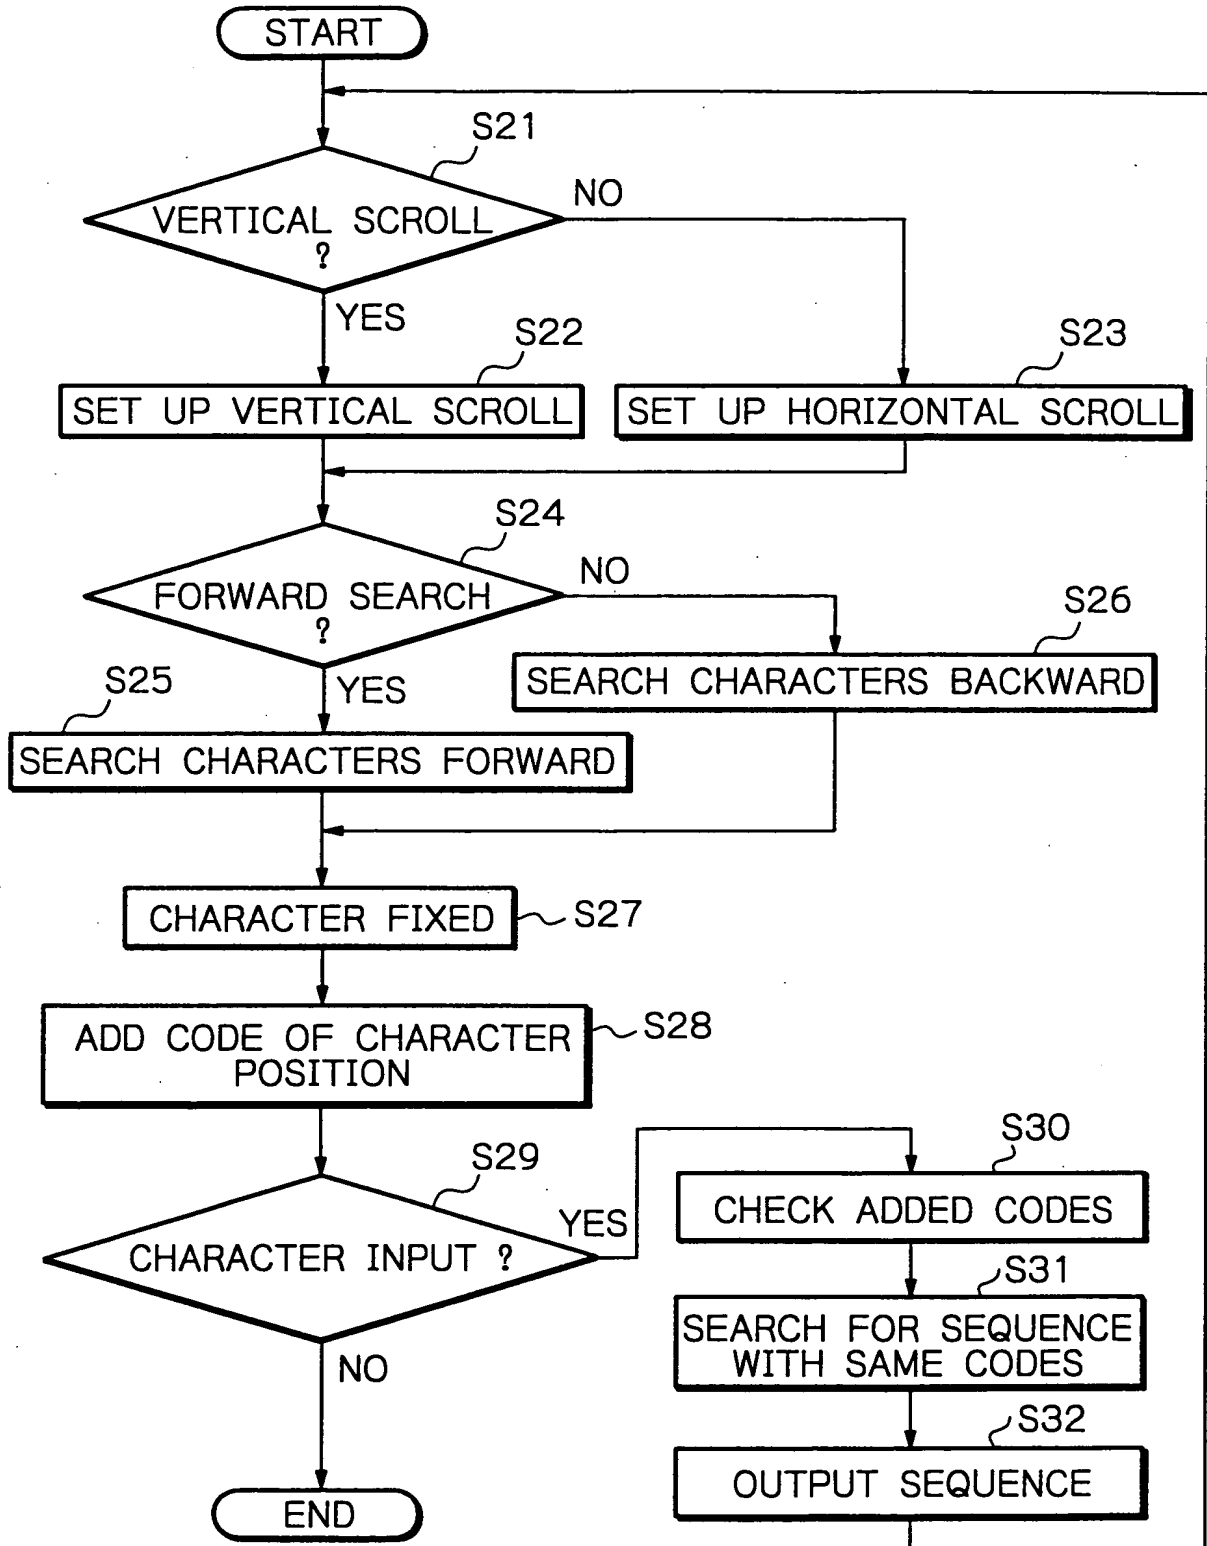 START
S21
VERTICAL SCROLL
?
NO
YES
S22
SET UP VERTICAL SCROLL
S23
SET UP HORIZONTAL SCROLL
S24
FORWARD SEARCH
?
NO
YES
S26
SEARCH CHARACTERS BACKWARD
S25
SEARCH CHARACTERS FORWARD
CHARACTER FIXED
S27
ADD CODE OF CHARACTER
POSITION
S28
S29
CHARACTER INPUT ?
YES
NO
S30
CHECK ADDED CODES
S31
SEARCH FOR SEQUENCE
WITH SAME CODES
S32
OUTPUT SEQUENCE
END